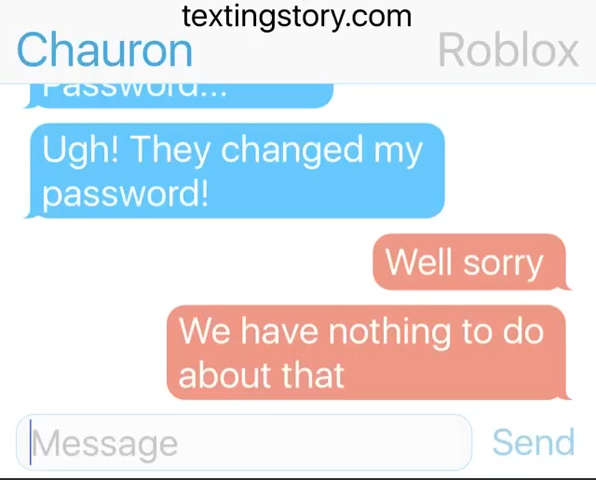 textingstory.com
Chauron
Roblox
Password...
Ugh! They changed my
password!
Well sorry
We have nothing to do
about that
Message
Send